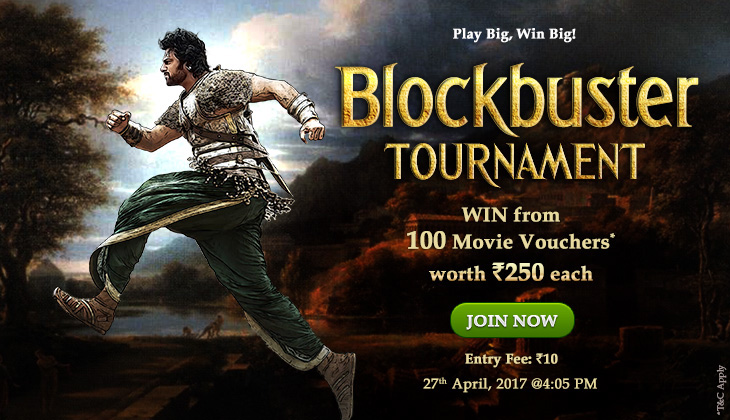 Play Big, Win Big!
Blockbuster
TOURNAMENT
WIN from
100 Movie Vouchers*
worth ₹250 each
JOIN NOW
Entry Fee: ₹10
27th April, 2017 @4:05 PM
*T&C Apply